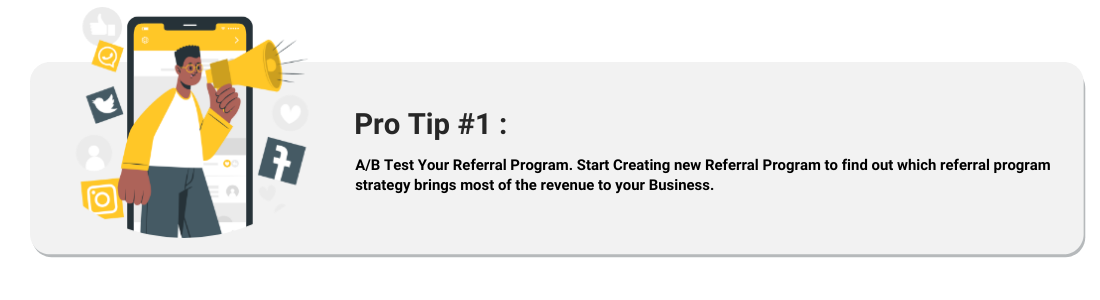 Pro Tip #1 :
A/B Test Your Referral Program. Start Creating new Referral Program to find out which referral program
strategy brings most of the revenue to your Business.